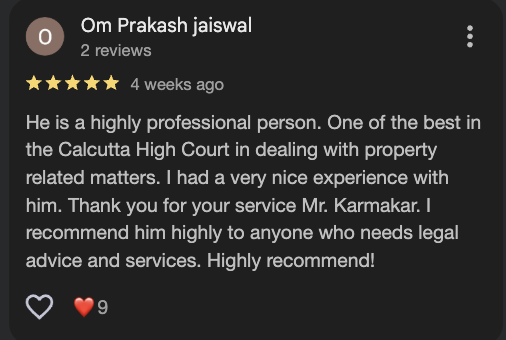 O
Om Prakash jaiswal
2 reviews
4 weeks ago
He is a highly professional person. One of the best in
the Calcutta High Court in dealing with property
related matters. I had a very nice experience with
him. Thank you for your service Mr. Karmakar. I
recommend him highly to anyone who needs legal
advice and services. Highly recommend!
9